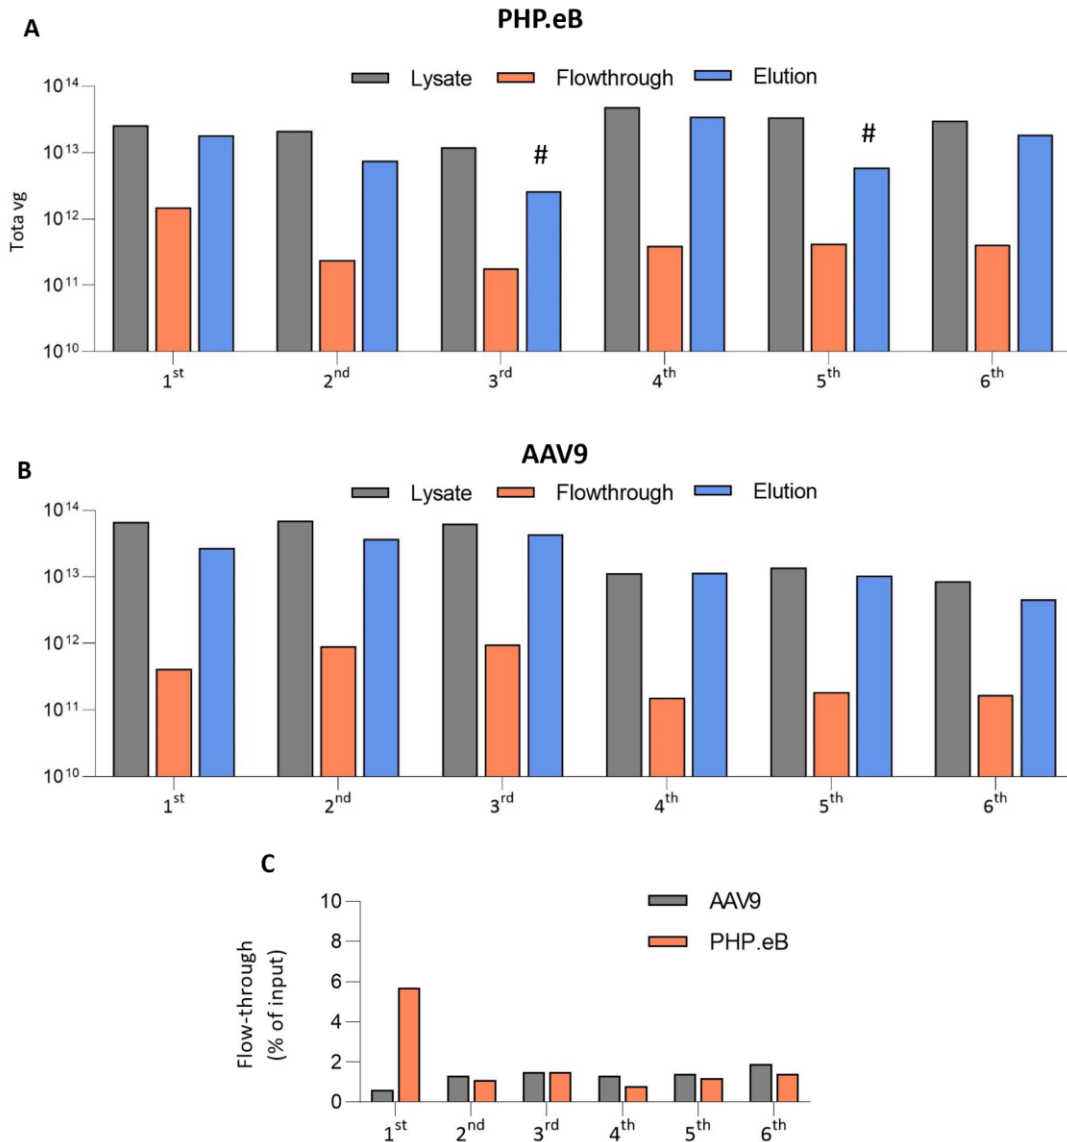 A
PHP.eB
Lysate Flowthrough Elution
Tota vg
10^14
10^13
10^12
10^11
10^10
#
#
1^st 2^nd 3^rd 4^th 5^th 6^th
B
AAV9
Lysate Flowthrough Elution
10^14
10^13
10^12
10^11
10^10
1^st 2^nd 3^rd 4^th 5^th 6^th
C
AAV9
PHP.eB
Flow-through
(% of input)
10
8
6
4
2
0
1^st 2^nd 3^rd 4^th 5^th 6^th